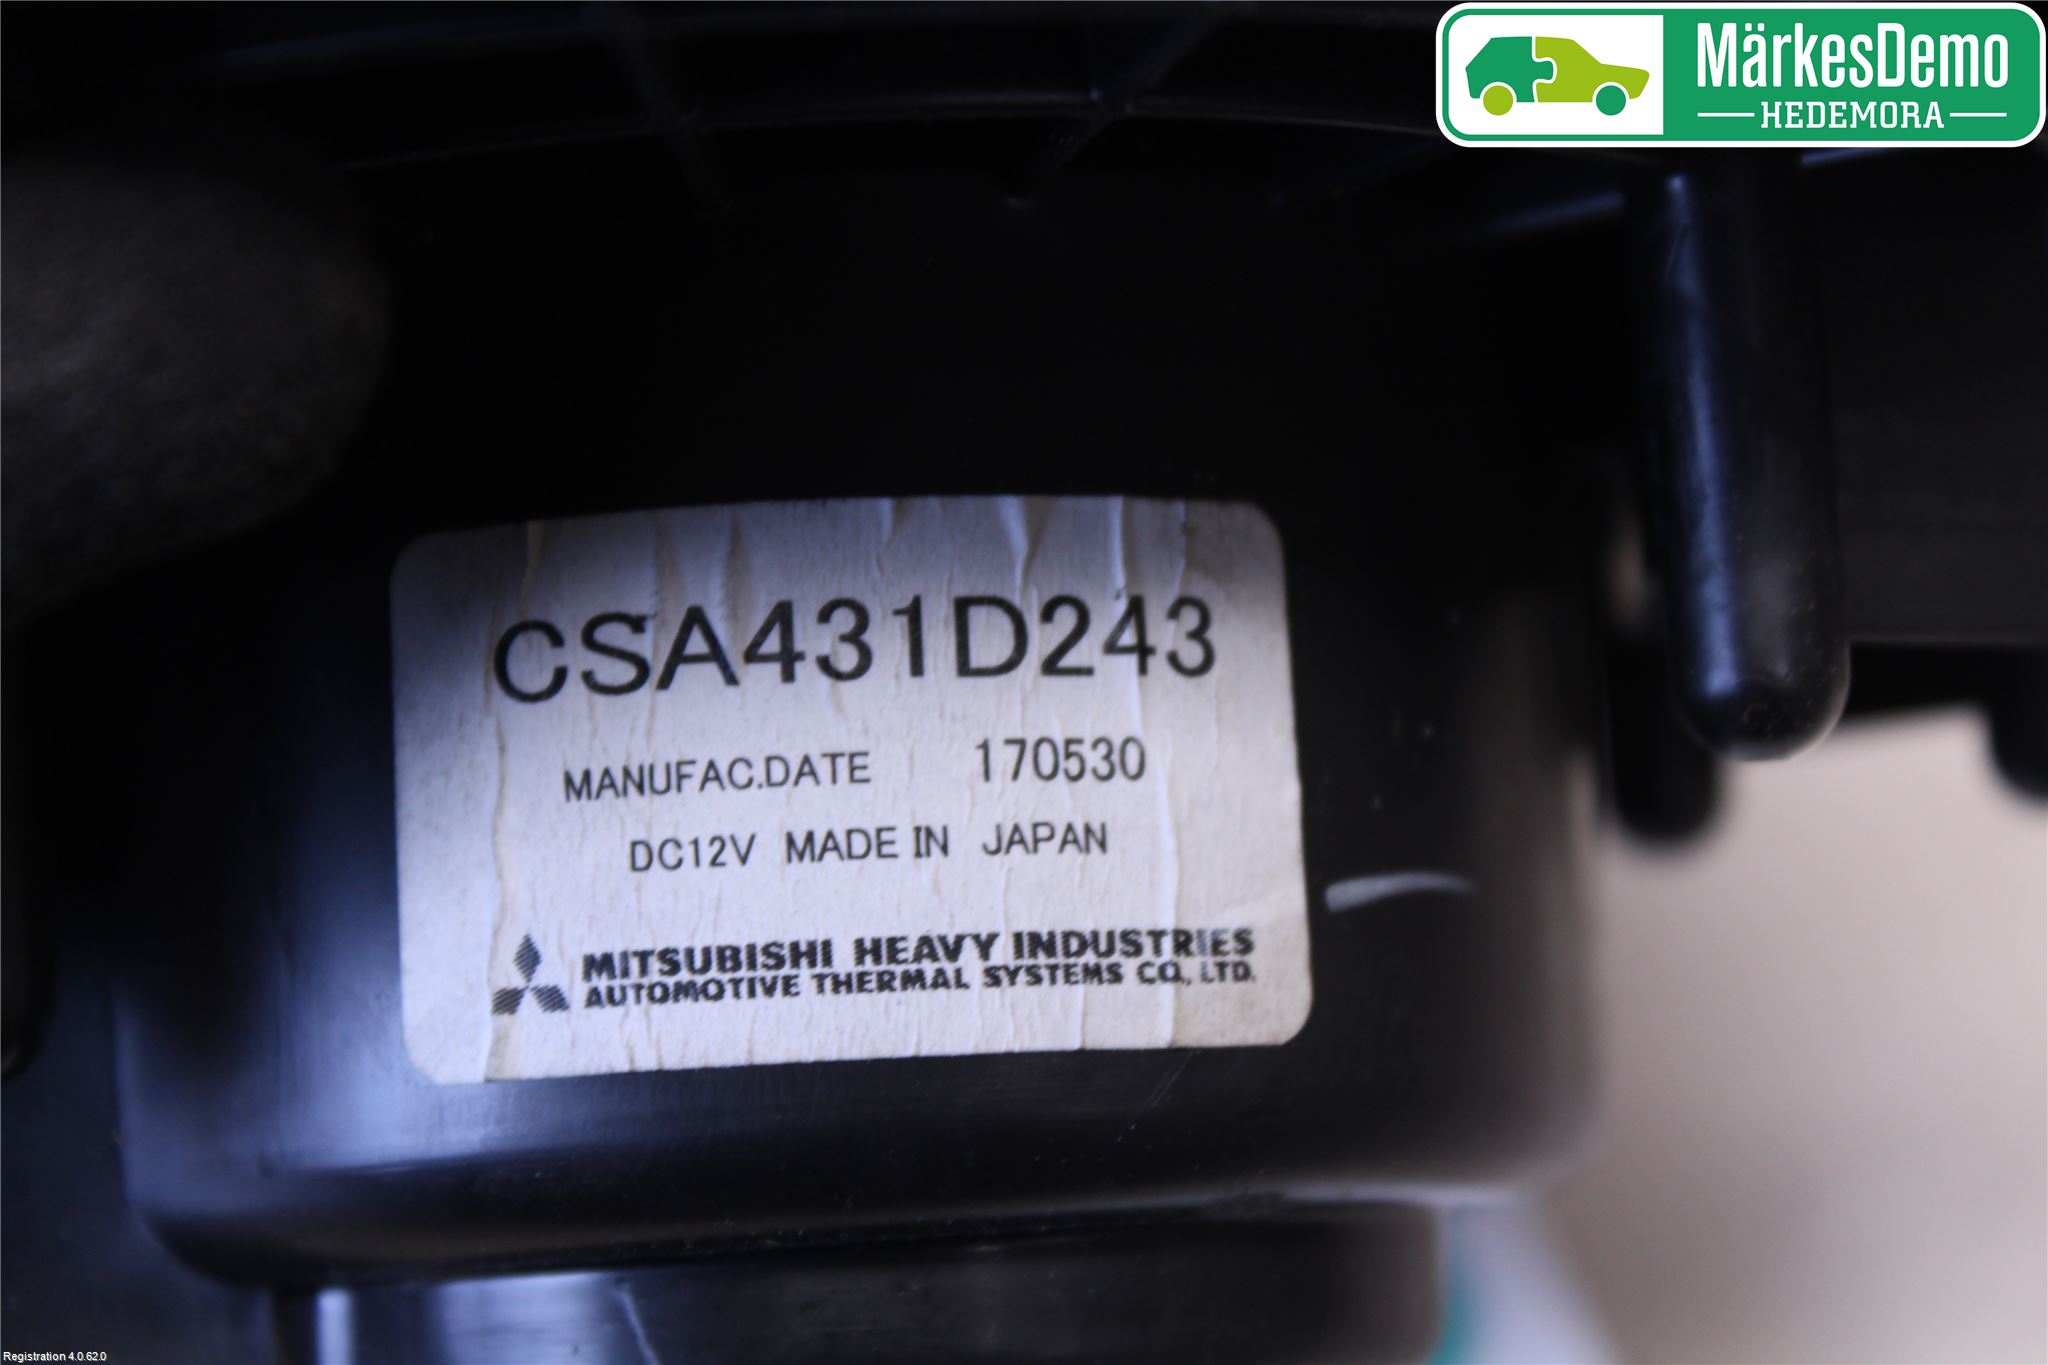 MärkesDemo
HEDEMORA
CSA431D243
MANUFAC.DATE 170530
DC12V MADE IN JAPAN
MITSUBISHI HEAVY INDUSTRIES
AUTOMOTIVE THERMAL SYSTEMS CO., LTD.
Registration 4.0.62.0